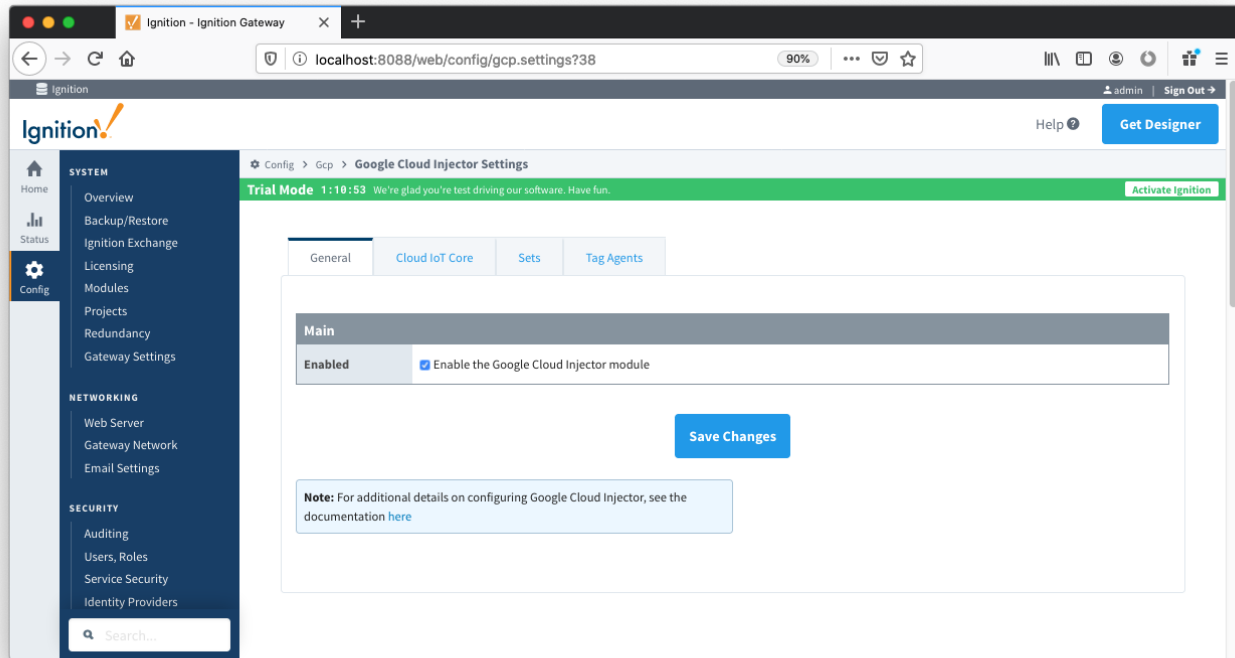 Ignition - Ignition Gateway
localhost:8088/web/config/gcp.settings?38
90%
Ignition
admin | Sign Out
Ignition!
Help
Get Designer
Home
Status
Config
SYSTEM
Overview
Backup/Restore
Ignition Exchange
Licensing
Modules
Projects
Redundancy
Gateway Settings
NETWORKING
Web Server
Gateway Network
Email Settings
SECURITY
Auditing
Users, Roles
Service Security
Identity Providers
Search...
Config > Gcp > Google Cloud Injector Settings
Trial Mode 1:10:53 We're glad you're test driving our software. Have fun.
Activate Ignition
General
Cloud IoT Core
Sets
Tag Agents
Main
Enabled
Enable the Google Cloud Injector module
Save Changes
Note: For additional details on configuring Google Cloud Injector, see the
documentation here